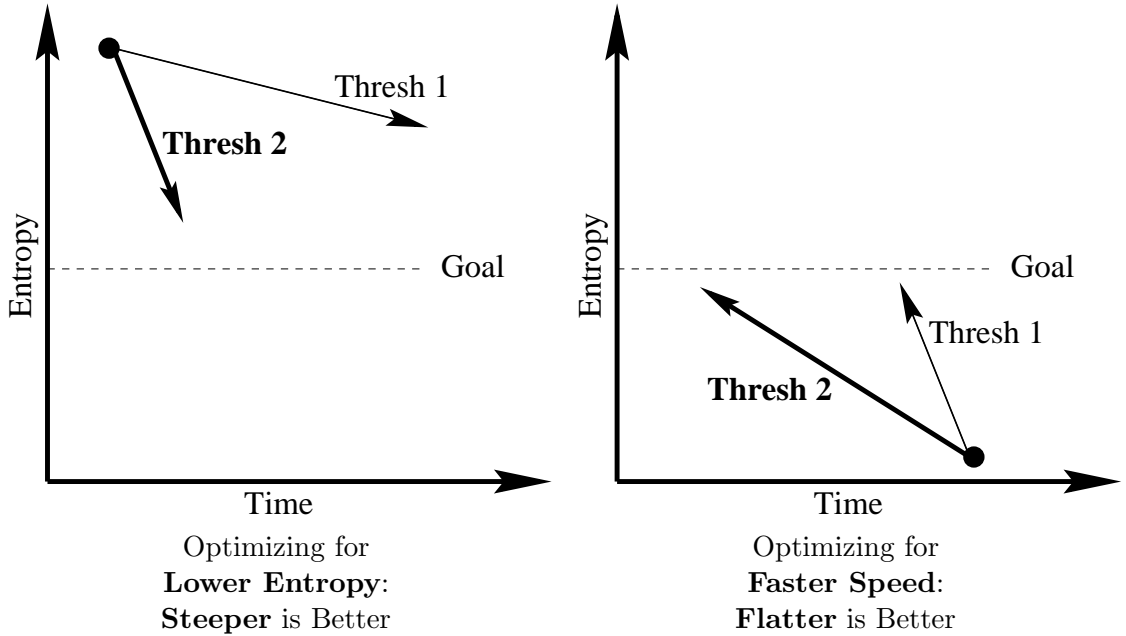 Thresh 1
Thresh 2
Entropy
Goal
Time
Optimizing for
Lower Entropy:
Steeper is Better
Entropy
Goal
Thresh 1
Thresh 2
Time
Optimizing for
Faster Speed:
Flatter is Better